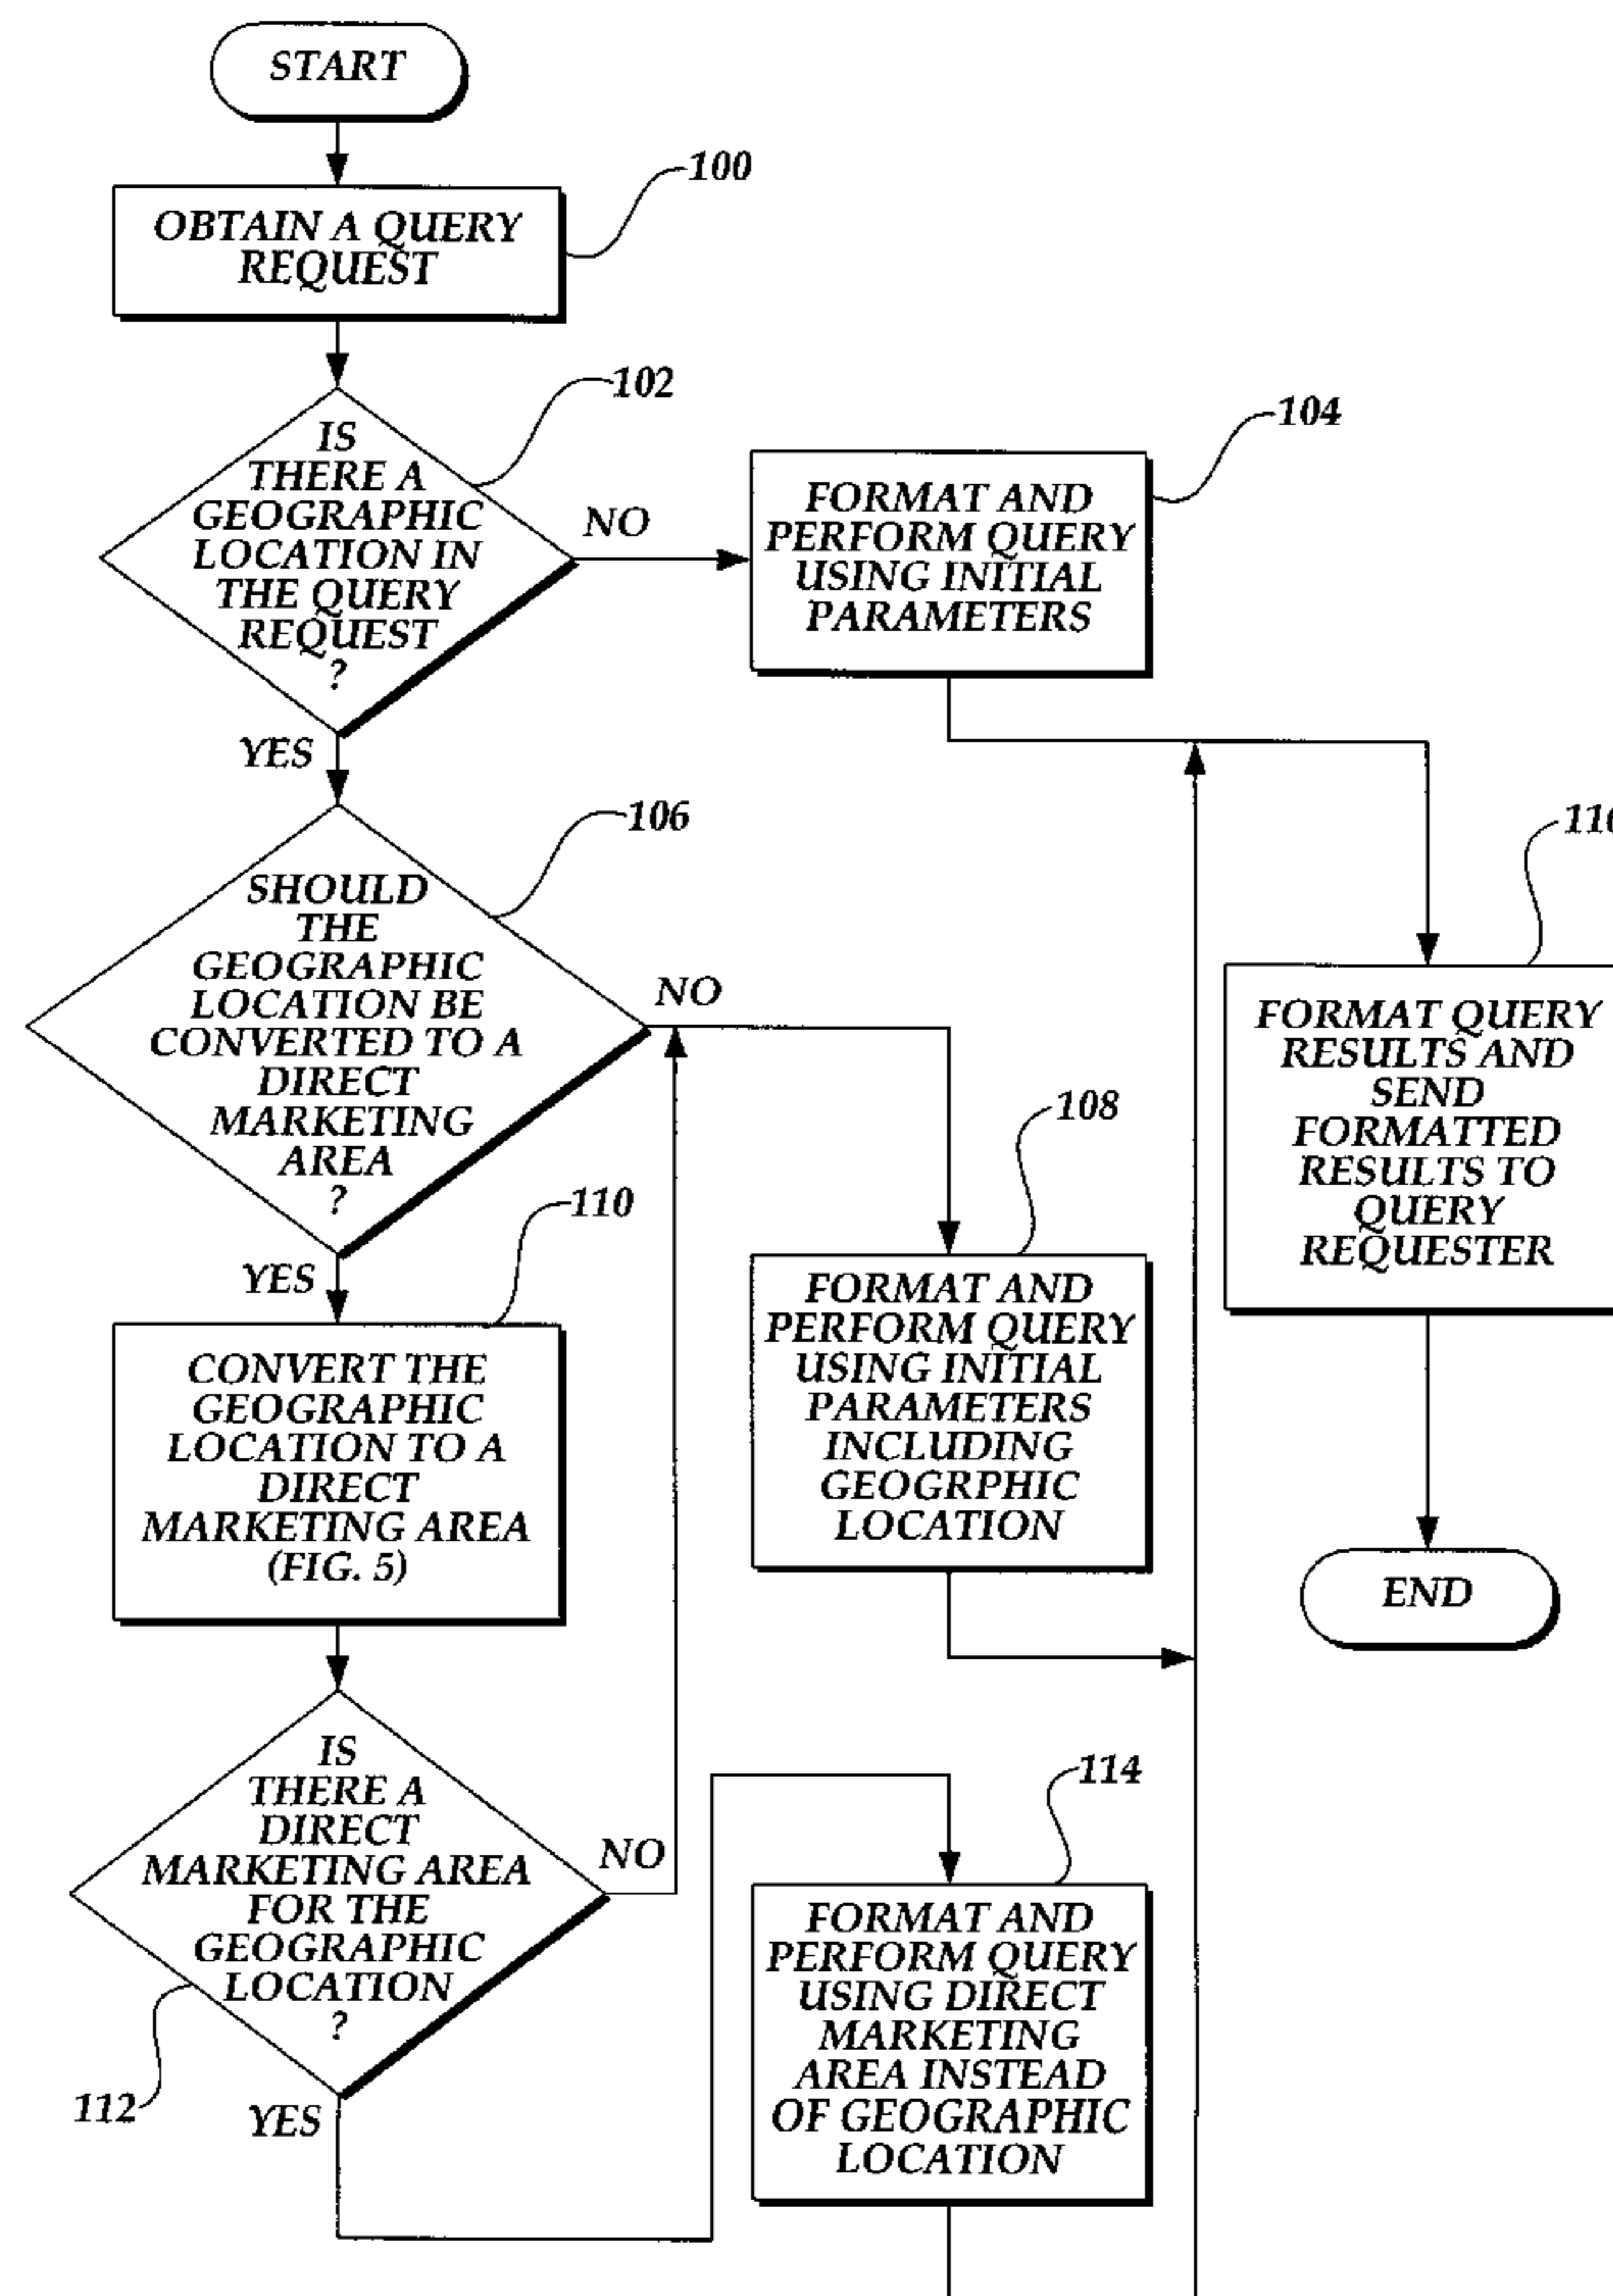 START
100
OBTAIN A QUERY
REQUEST
102
IS
THERE A
GEOGRAPHIC
LOCATION IN
THE QUERY
REQUEST
?
NO
YES
104
FORMAT AND
PERFORM QUERY
USING INITIAL
PARAMETERS
106
SHOULD
THE
GEOGRAPHIC
LOCATION BE
CONVERTED TO A
DIRECT
MARKETING
AREA
?
NO
YES
108
FORMAT AND
PERFORM QUERY
USING INITIAL
PARAMETERS
INCLUDING
GEOGRPHIC
LOCATION
110
CONVERT THE
GEOGRAPHIC
LOCATION TO A
DIRECT
MARKETING AREA
(FIG. 5)
IS
THERE A
DIRECT
MARKETING AREA
FOR THE
GEOGRAPHIC
LOCATION
?
NO
112
YES
114
FORMAT AND
PERFORM QUERY
USING DIRECT
MARKETING
AREA INSTEAD
OF GEOGRAPHIC
LOCATION
FORMAT QUERY
RESULTS AND
SEND
FORMATTED
RESULTS TO
QUERY
REQUESTER
END